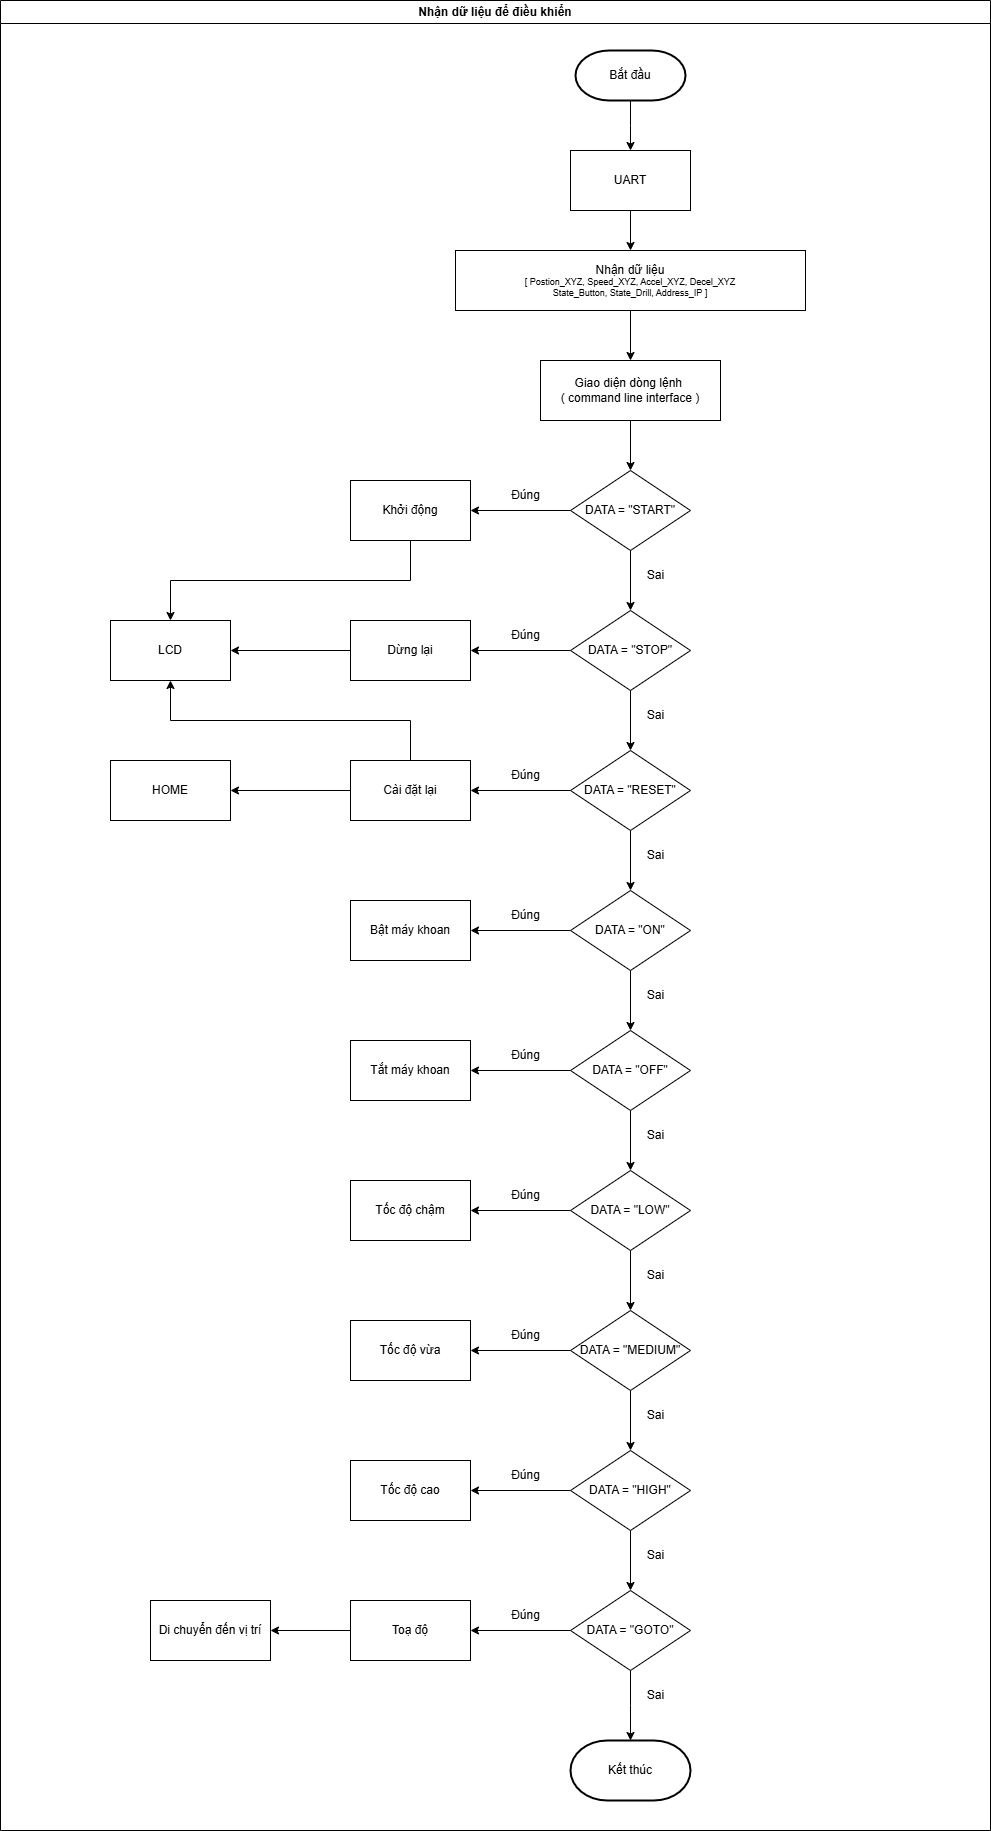 Nhận dữ liệu để điều khiển
Bắt đầu
UART
Nhận dữ liệu
[ Postion_XYZ, Speed_XYZ, Accel_XYZ, Decel_XYZ
State_Button, State_Drill, Address_IP ]
Giao diện dòng lệnh
( command line interface )
Khởi động
Đúng
DATA = "START"
Sai
LCD
Dừng lại
Đúng
DATA = "STOP"
Sai
HOME
Cài đặt lại
Đúng
DATA = "RESET"
Sai
Bật máy khoan
Đúng
DATA = "ON"
Sai
Tắt máy khoan
Đúng
DATA = "OFF"
Sai
Tốc độ chậm
Đúng
DATA = "LOW"
Sai
Tốc độ vừa
Đúng
DATA = "MEDIUM"
Sai
Tốc độ cao
Đúng
DATA = "HIGH"
Sai
Di chuyển đến vị trí
Toạ độ
Đúng
DATA = "GOTO"
Sai
Kết thúc